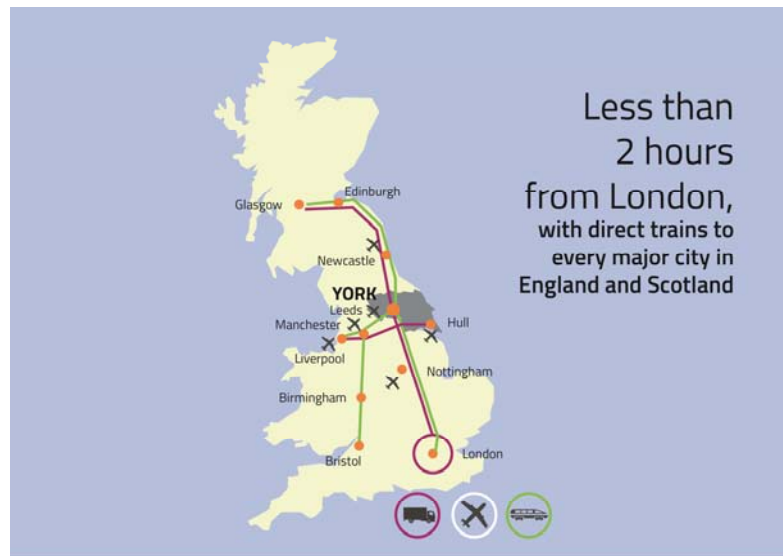 Less than
2 hours
from London,
with direct trains to
every major city in
England and Scotland
Edinburgh
Glasgow
Newcastle
YORK
Leeds
Hull
Manchester
Liverpool
Nottingham
Birmingham
Bristol
London